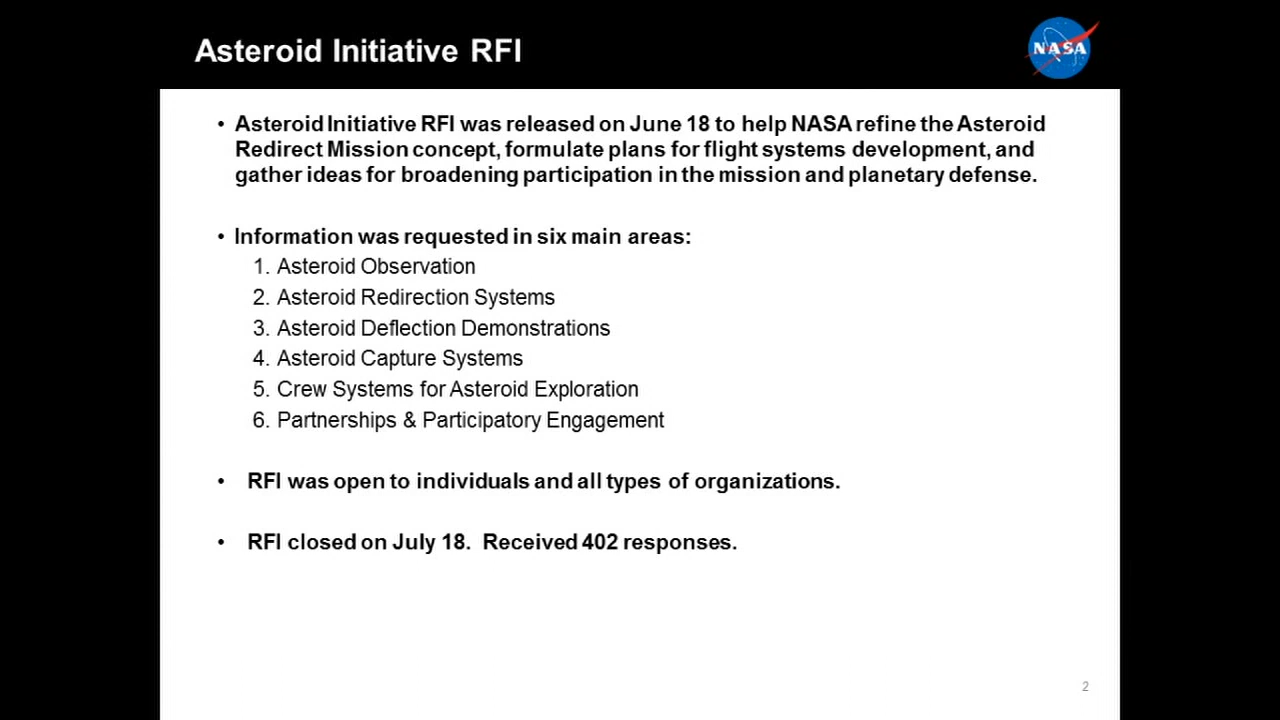 Asteroid Initiative RFI
NASA
• Asteroid Initiative RFI was released on June 18 to help NASA refine the Asteroid
Redirect Mission concept, formulate plans for flight systems development, and
gather ideas for broadening participation in the mission and planetary defense.
• Information was requested in six main areas:
1. Asteroid Observation
2. Asteroid Redirection Systems
3. Asteroid Deflection Demonstrations
4. Asteroid Capture Systems
5. Crew Systems for Asteroid Exploration
6. Partnerships & Participatory Engagement
• RFI was open to individuals and all types of organizations.
• RFI closed on July 18. Received 402 responses.
2